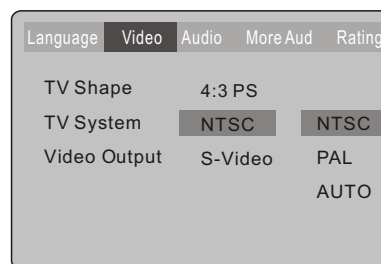 Language Video Audio More Aud Rating
TV Shape 4:3 PS
TV System NTSC NTSC
Video Output S-Video PAL
AUTO